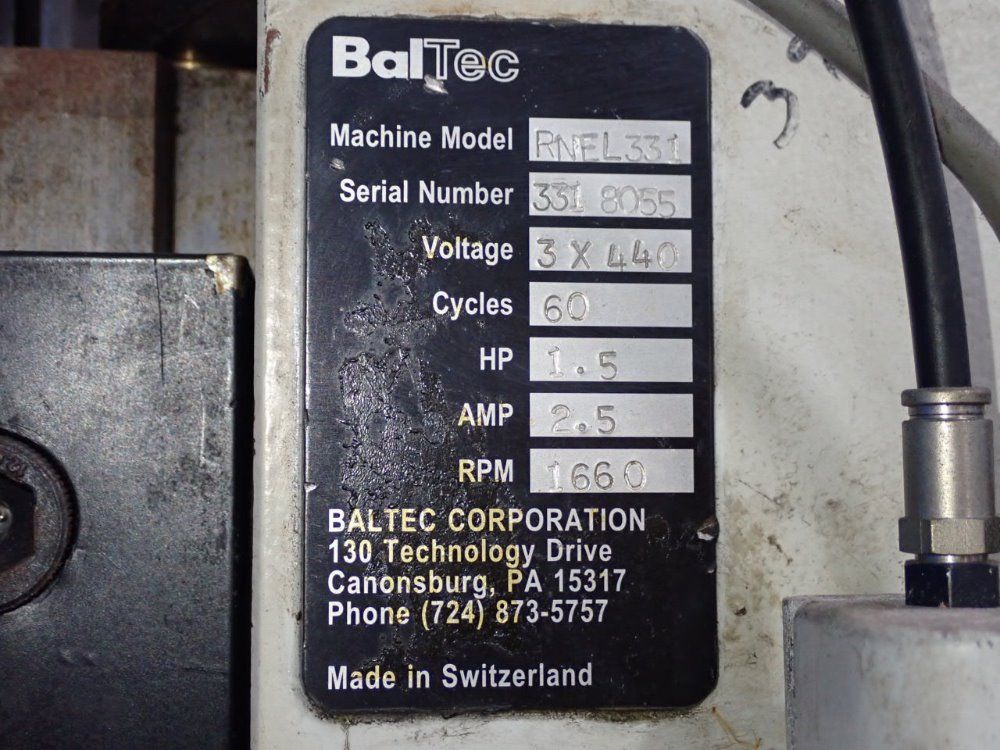 BalTec
Machine Model RNEL331
Serial Number 331 8055
Voltage 3 X 440
Cycles 60
HP 1.5
AMP 2.5
RPM 1660
BALTEC CORPORATION
130 Technology Drive
Canonsburg, PA 15317
Phone (724) 873-5757
Made in Switzerland